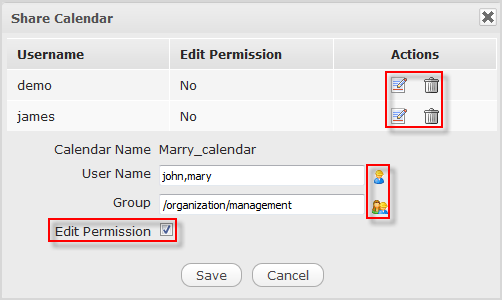 Share Calendar
Username Edit Permission Actions
demo No
james No
Calendar Name Marry_calendar
User Name john,mary
Group /organization/management
Edit Permission
Save Cancel